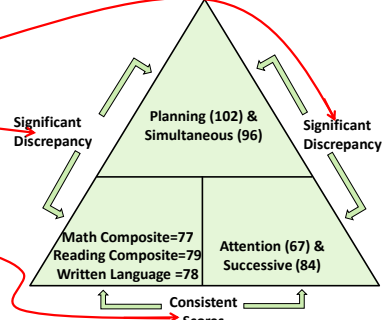 Planning (102) &
Simultaneous (96)
Significant
Discrepancy
Significant
Discrepancy
Math Composite=77
Reading Composite=79
Written Language =78
Attention (67) &
Successive (84)
Consistent
Scores